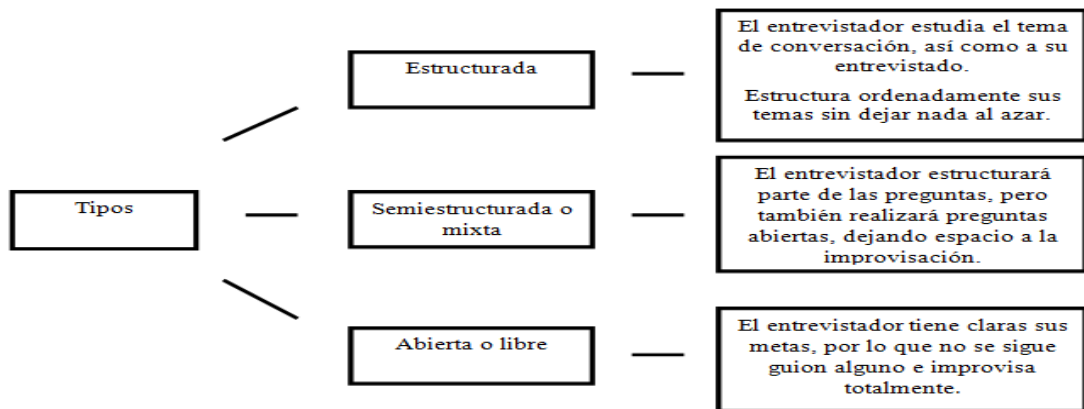 Tipos
Estructurada
El entrevistador estudia el tema
de conversación, así como a su
entrevistado.
Estructura ordenadamente sus
temas sin dejar nada al azar.
Semiestructurada o
mixta
El entrevistador estructurará
parte de las preguntas, pero
también realizará preguntas
abiertas, dejando espacio a la
improvisación.
Abierta o libre
El entrevistador tiene claras sus
metas, por lo que no se sigue
guion alguno e improvisa
totalmente.